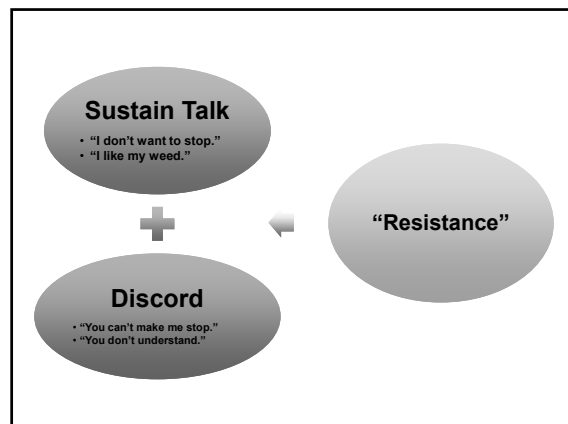 Sustain Talk
• “I don’t want to stop.”
• “I like my weed.”
“Resistance”
Discord
• “You can’t make me stop.”
• “You don’t understand.”